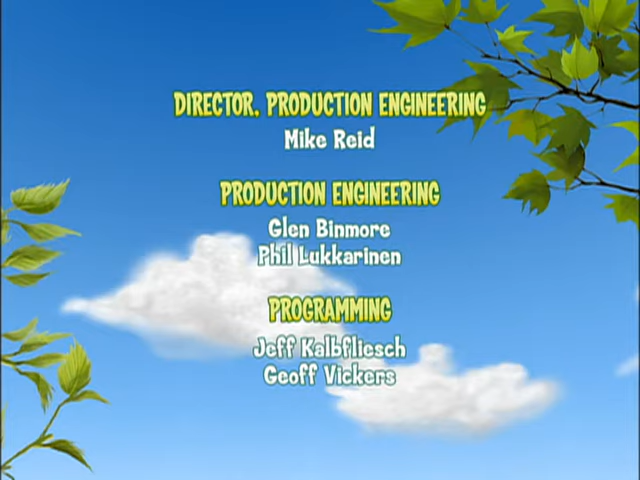 DIRECTOR, PRODUCTION ENGINEERING
Mike Reid
PRODUCTION ENGINEERING
Glen Binmore
Phil Lukkarinen
PROGRAMMING
Jeff Kalbfliesch
Geoff Vickers